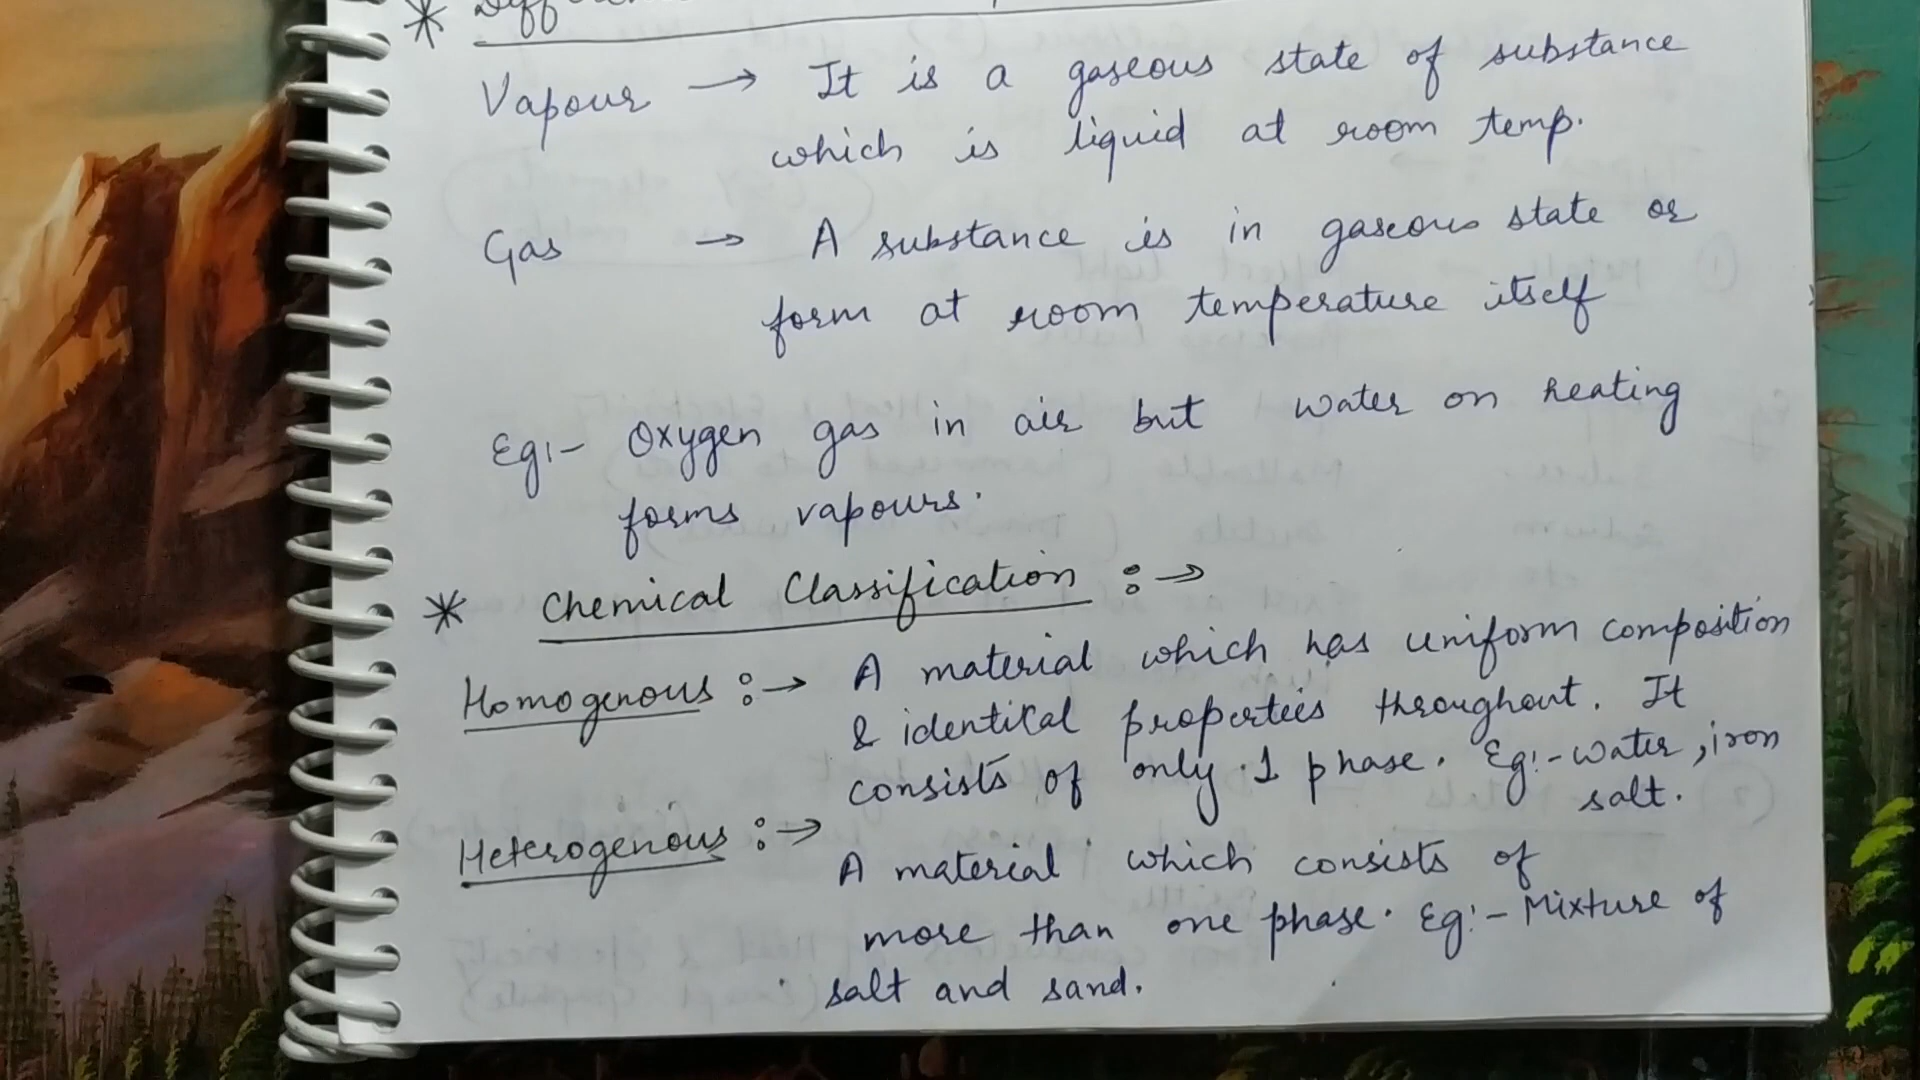 *
Vapour → It is a gaseous state of substance
which is liquid at room temp.
Gas → A substance is in gaseous state or
form at room temperature itself
Eg:- Oxygen gas in air but water on heating
forms vapours.
* Chemical Classification :→
Homogenous :→ A material which has uniform composition
& identical properties throughout. It
consists of only 1 phase. Eg:- water, iron
salt.
Heterogenous :→
A material which consists of
more than one phase. Eg:- Mixture of
salt and sand.